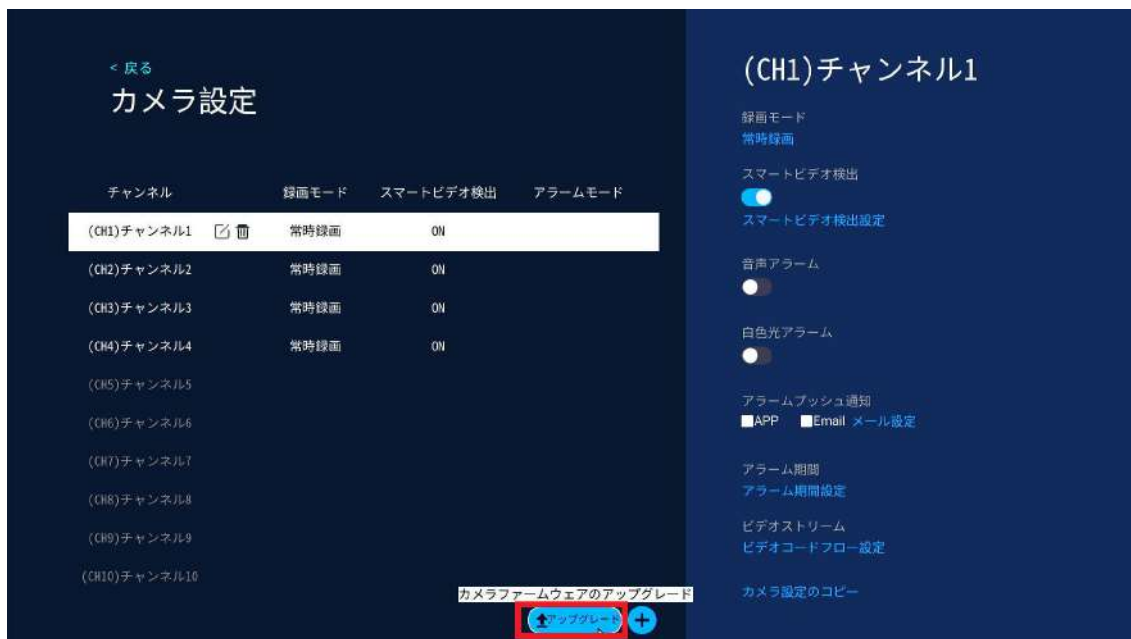 < 戻る
カメラ設定
チャンネル 録画モード スマートビデオ検出 アラームモード
(CH1)チャンネル1 常時録画 ON
(CH2)チャンネル2 常時録画 ON
(CH3)チャンネル3 常時録画 ON
(CH4)チャンネル4 常時録画 ON
(CH5)チャンネル5
(CH6)チャンネル6
(CH7)チャンネル7
(CH8)チャンネル8
(CH9)チャンネル9
(CH10)チャンネル10
カメラファームウェアのアップグレード
アップグレード
(CH1)チャンネル1
録画モード
常時録画
スマートビデオ検出
スマートビデオ検出設定
音声アラーム
白色光アラーム
アラームプッシュ通知
APP Email メール設定
アラーム期間
アラーム期間設定
ビデオストリーム
ビデオコードフロー設定
カメラ設定のコピー